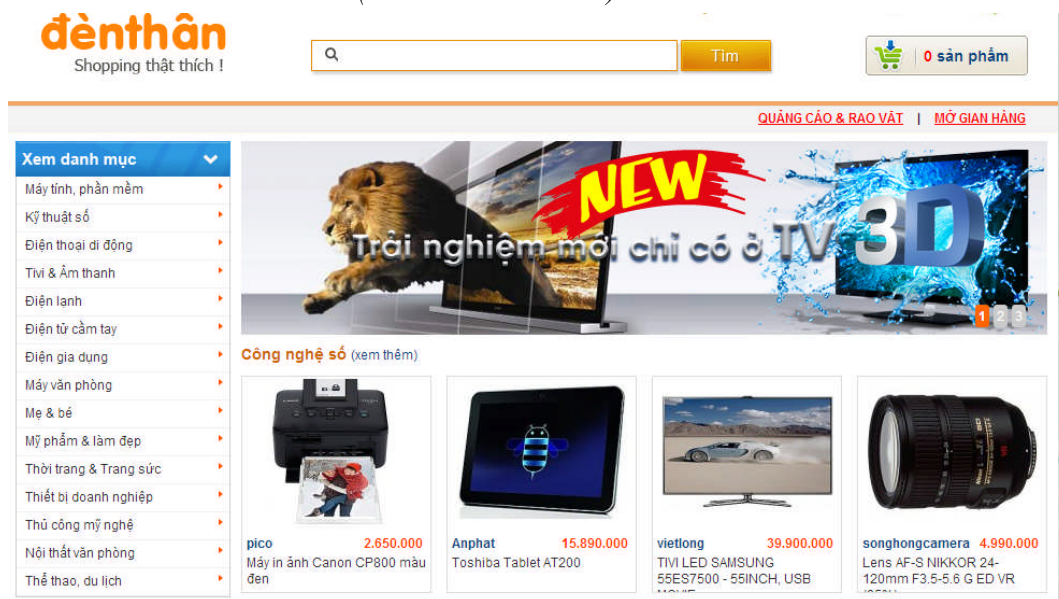 đènthần
Shopping thật thích !
Tìm
0 sản phẩm
QUẢNG CÁO & RAO VẶT | MỞ GIAN HÀNG
Xem danh mục
Máy tính, phần mềm
Kỹ thuật số
Điện thoại di động
Tivi & Âm thanh
Điện lạnh
Điện tử cầm tay
Điện gia dụng
Máy văn phòng
Mẹ & bé
Mỹ phẩm & làm đẹp
Thời trang & Trang sức
Thiết bị doanh nghiệp
Thủ công mỹ nghệ
Nội thất văn phòng
Thể thao, du lịch
NEW
Trải nghiệm mới chỉ có ở TV 3D
1 2 3
Công nghệ số (xem thêm)
pico 2.650.000
Máy in ảnh Canon CP800 màu
đen
Anphat 15.890.000
Toshiba Tablet AT200
vietlong 39.900.000
TIVI LED SAMSUNG
55ES7500 - 55INCH, USB
songhongcamera 4.990.000
Lens AF-S NIKKOR 24-
120mm F3.5-5.6 G ED VR